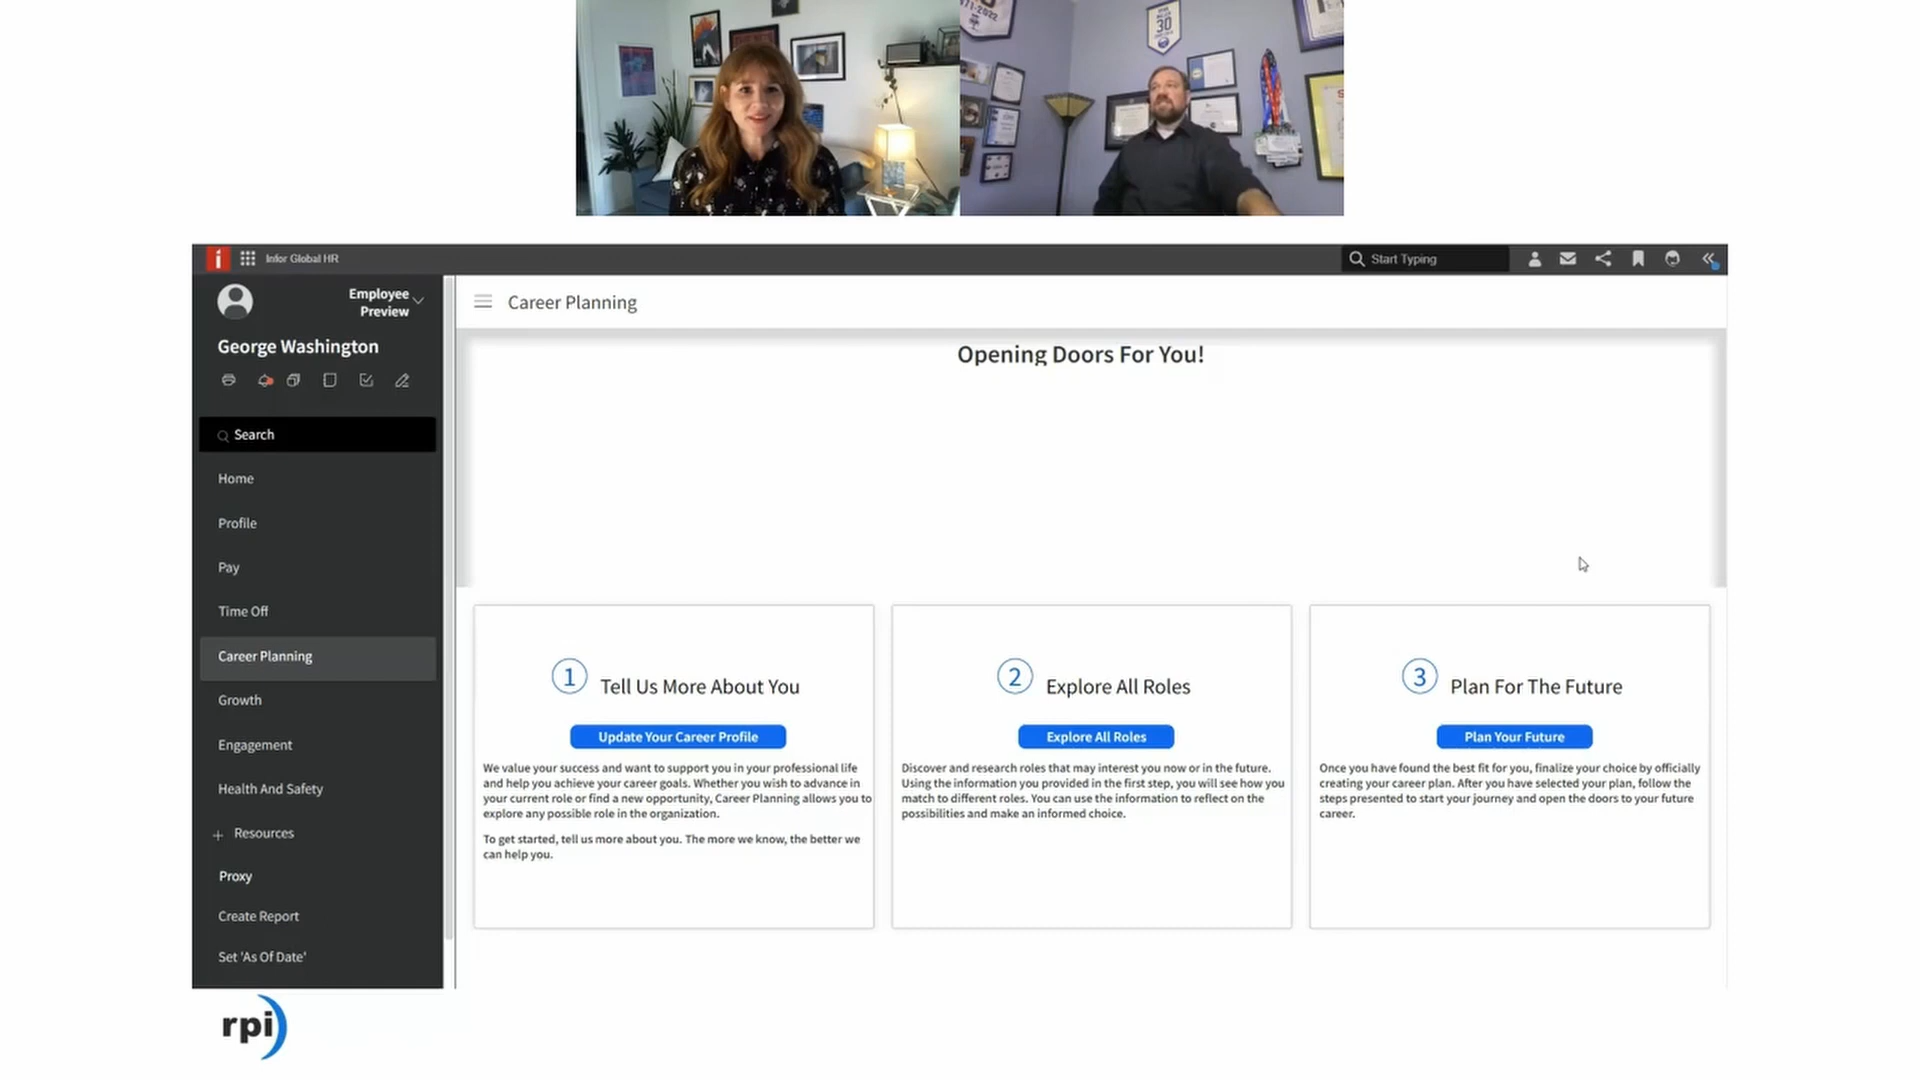 30
Infor Global HR
Start Typing
Employee
Preview
George Washington
Search
Home
Profile
Pay
Time Off
Career Planning
Growth
Engagement
Health And Safety
Resources
Proxy
Create Report
Set 'As Of Date'
Career Planning
Opening Doors For You!
1 Tell Us More About You
Update Your Career Profile
We value your success and want to support you in your professional life
and help you achieve your career goals. Whether you wish to advance in
your current role or find a new opportunity, Career Planning allows you to
explore any possible role in the organization.
To get started, tell us more about you. The more we know, the better we
can help you.
2 Explore All Roles
Explore All Roles
Discover and research roles that may interest you now or in the future.
Using the information you provided in the first step, you will see how you
match to different roles. You can use the information to reflect on the
possibilities and make an informed choice.
3 Plan For The Future
Plan Your Future
Once you have found the best fit for you, finalize your choice by officially
creating your career plan. After you have selected your plan, follow the
steps presented to start your journey and open the doors to your future
career.
rpi